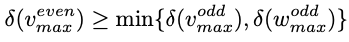 δ(v_{max}^{even}) ≥ min{δ(v_{max}^{odd}), δ(w_{max}^{odd})}